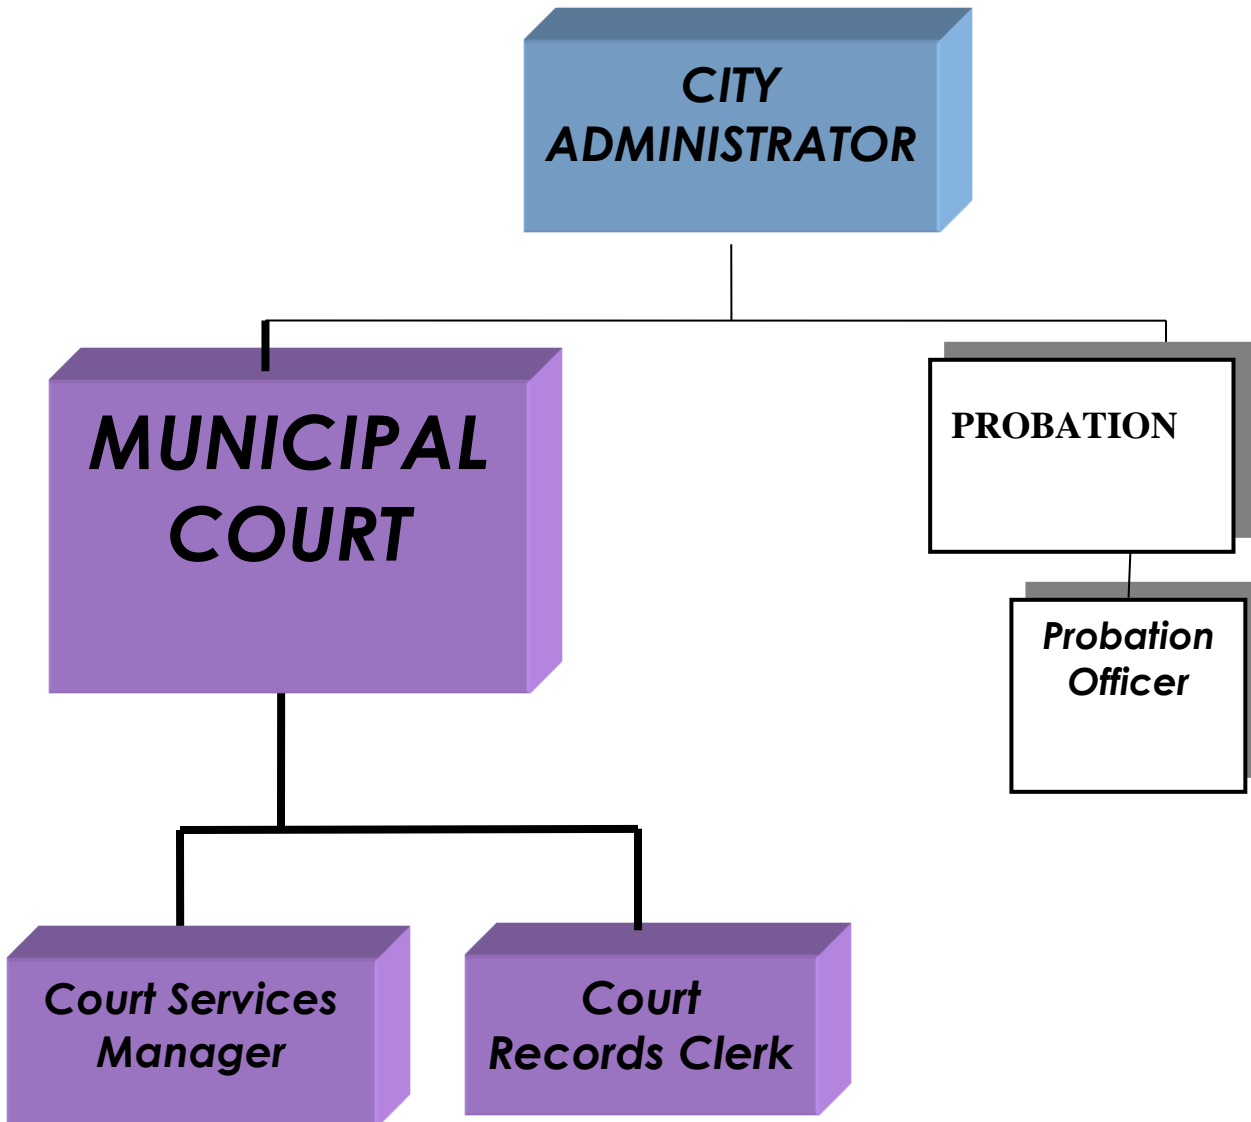 CITY
ADMINISTRATOR
MUNICIPAL
COURT
PROBATION
Probation
Officer
Court Services
Manager
Court
Records Clerk